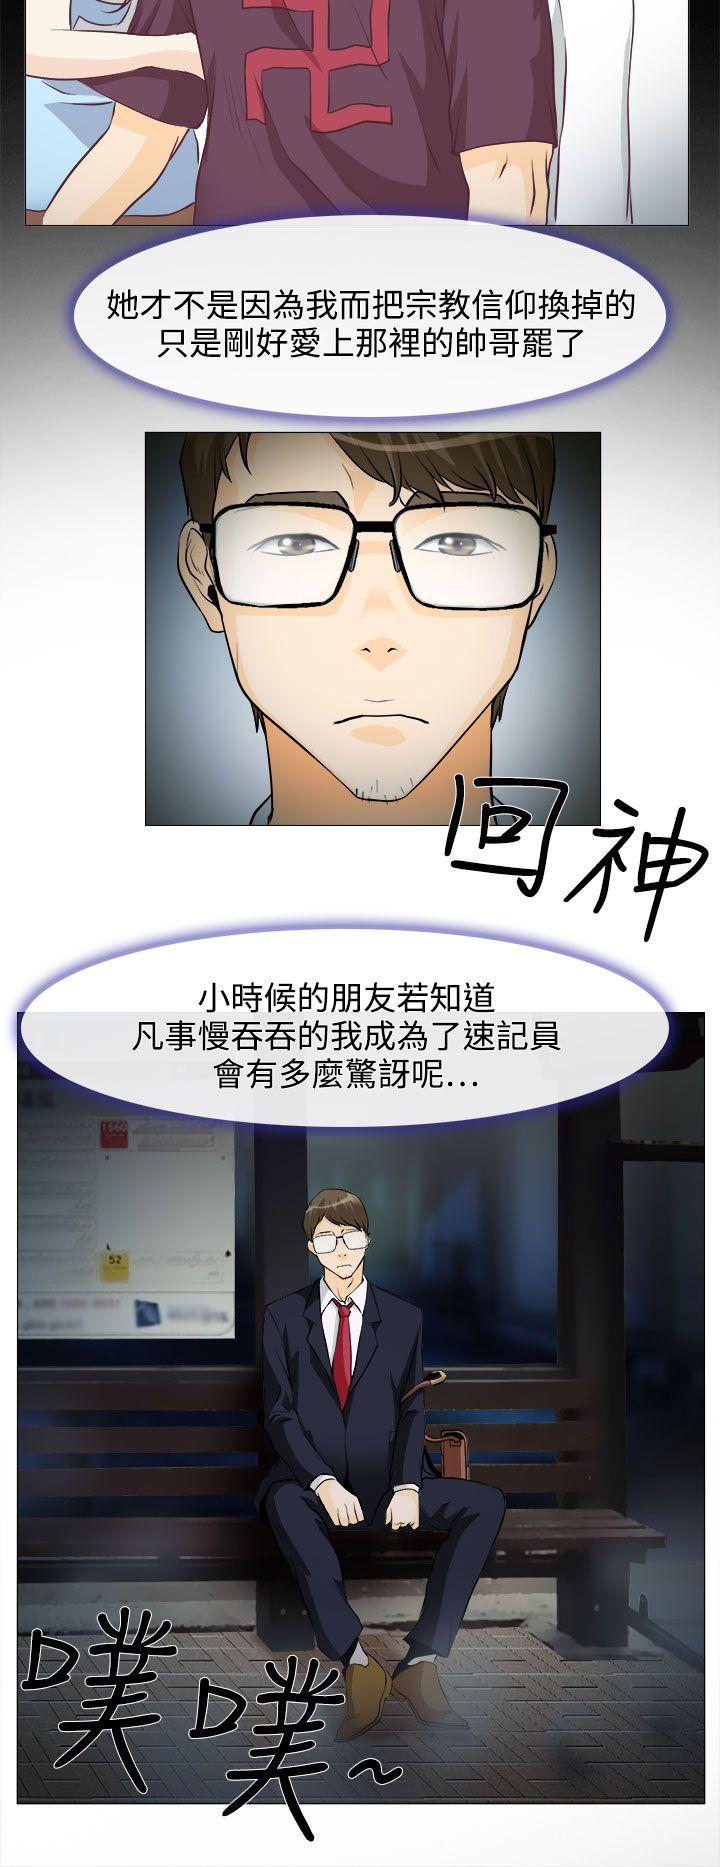 她才不是因為我而把宗教信仰換掉的
只是剛好愛上那裡的帥哥罷了
回神
小時候的朋友若知道
凡事慢吞吞的我成為了速記員
會有多麼驚訝呢...
1560
52
噗噗~